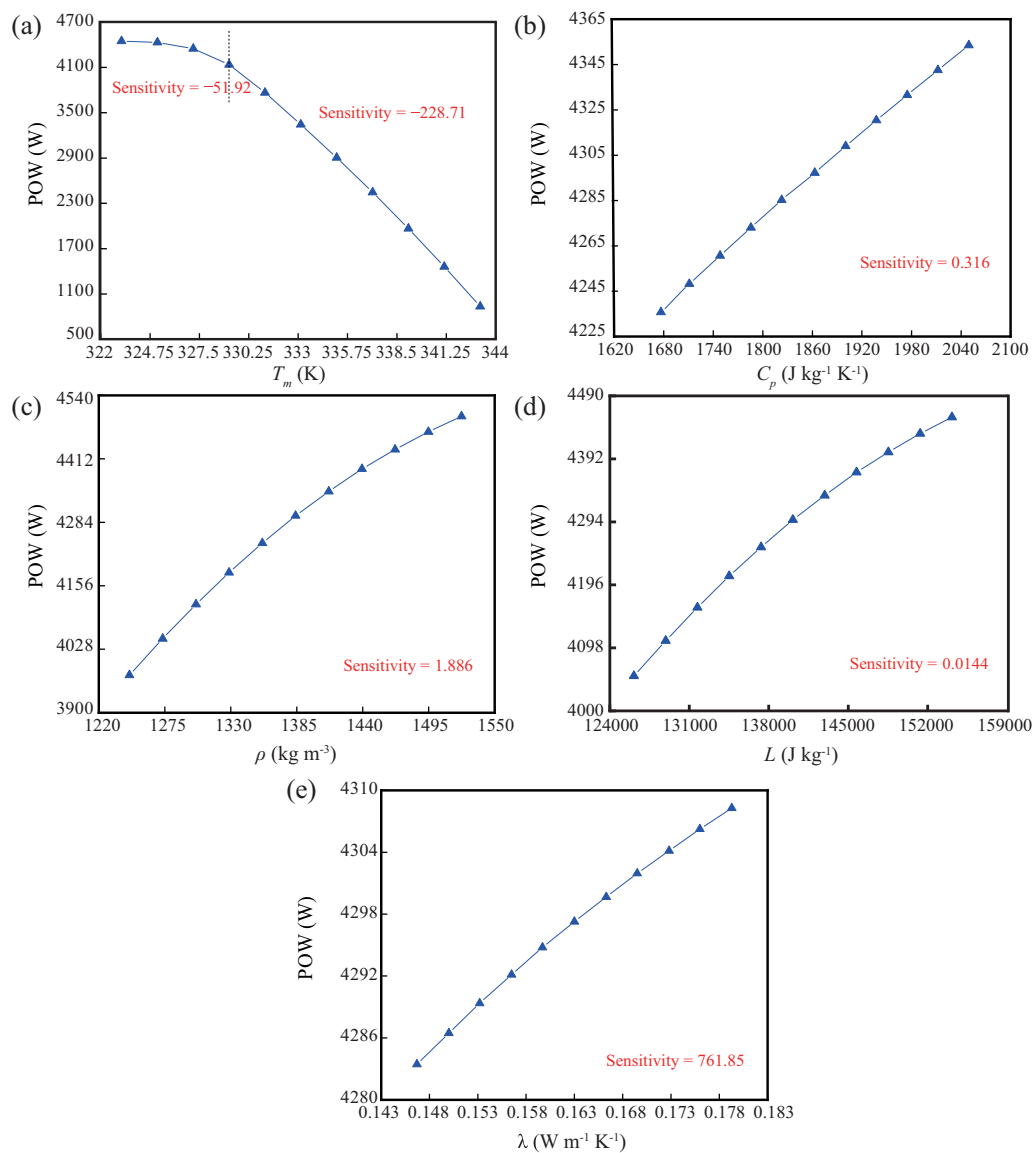 (a)
4700
4100
3500
2900
2300
1700
1100
500
POW (W)
Sensitivity = −51.92
Sensitivity = −228.71
322 324.75 327.5 330.25 333 335.75 338.5 341.25 344
Tm (K)
(b)
4365
4345
4325
4305
4285
4265
4245
4225
POW (W)
Sensitivity = 0.316
1620 1680 1740 1800 1860 1920 1980 2040 2100
Cp (J kg-1 K-1)
(c)
4540
4412
4284
4156
4028
3900
POW (W)
Sensitivity = 1.886
1220 1275 1330 1385 1440 1495 1550
ρ (kg m-3)
(d)
4490
4392
4294
4196
4098
4000
POW (W)
Sensitivity = 0.0144
124000 131000 138000 145000 152000 159000
L (J kg-1)
(e)
4310
4304
4298
4292
4286
4280
POW (W)
Sensitivity = 761.85
0.143 0.148 0.153 0.158 0.163 0.168 0.173 0.178 0.183
λ (W m-1 K-1)